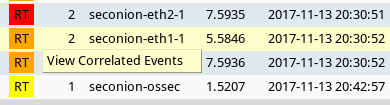 RT 2 seconion-eth2-1 7.5935 2017-11-13 20:30:51
RT 2 seconion-eth1-1 5.5846 2017-11-13 20:30:52
RT View Correlated Events 7.5936 2017-11-13 20:30:52
RT 1 seconion-ossec 1.5207 2017-11-13 20:42:57